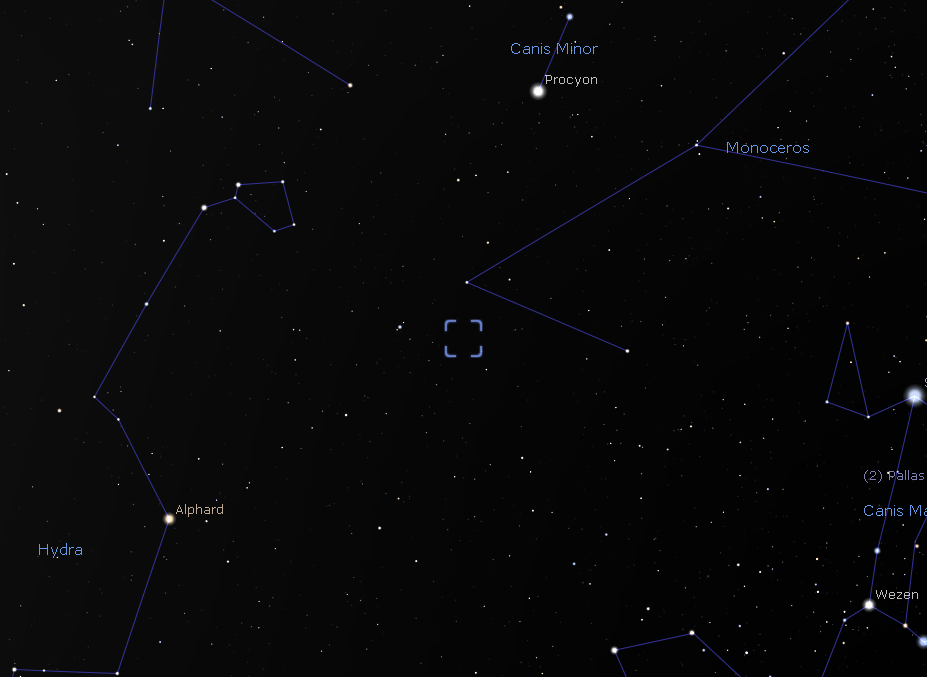 Canis Minor
Procyon
Monoceros
S
(2) Pallas
Canis Ma
Alphard
Hydra
Wezen